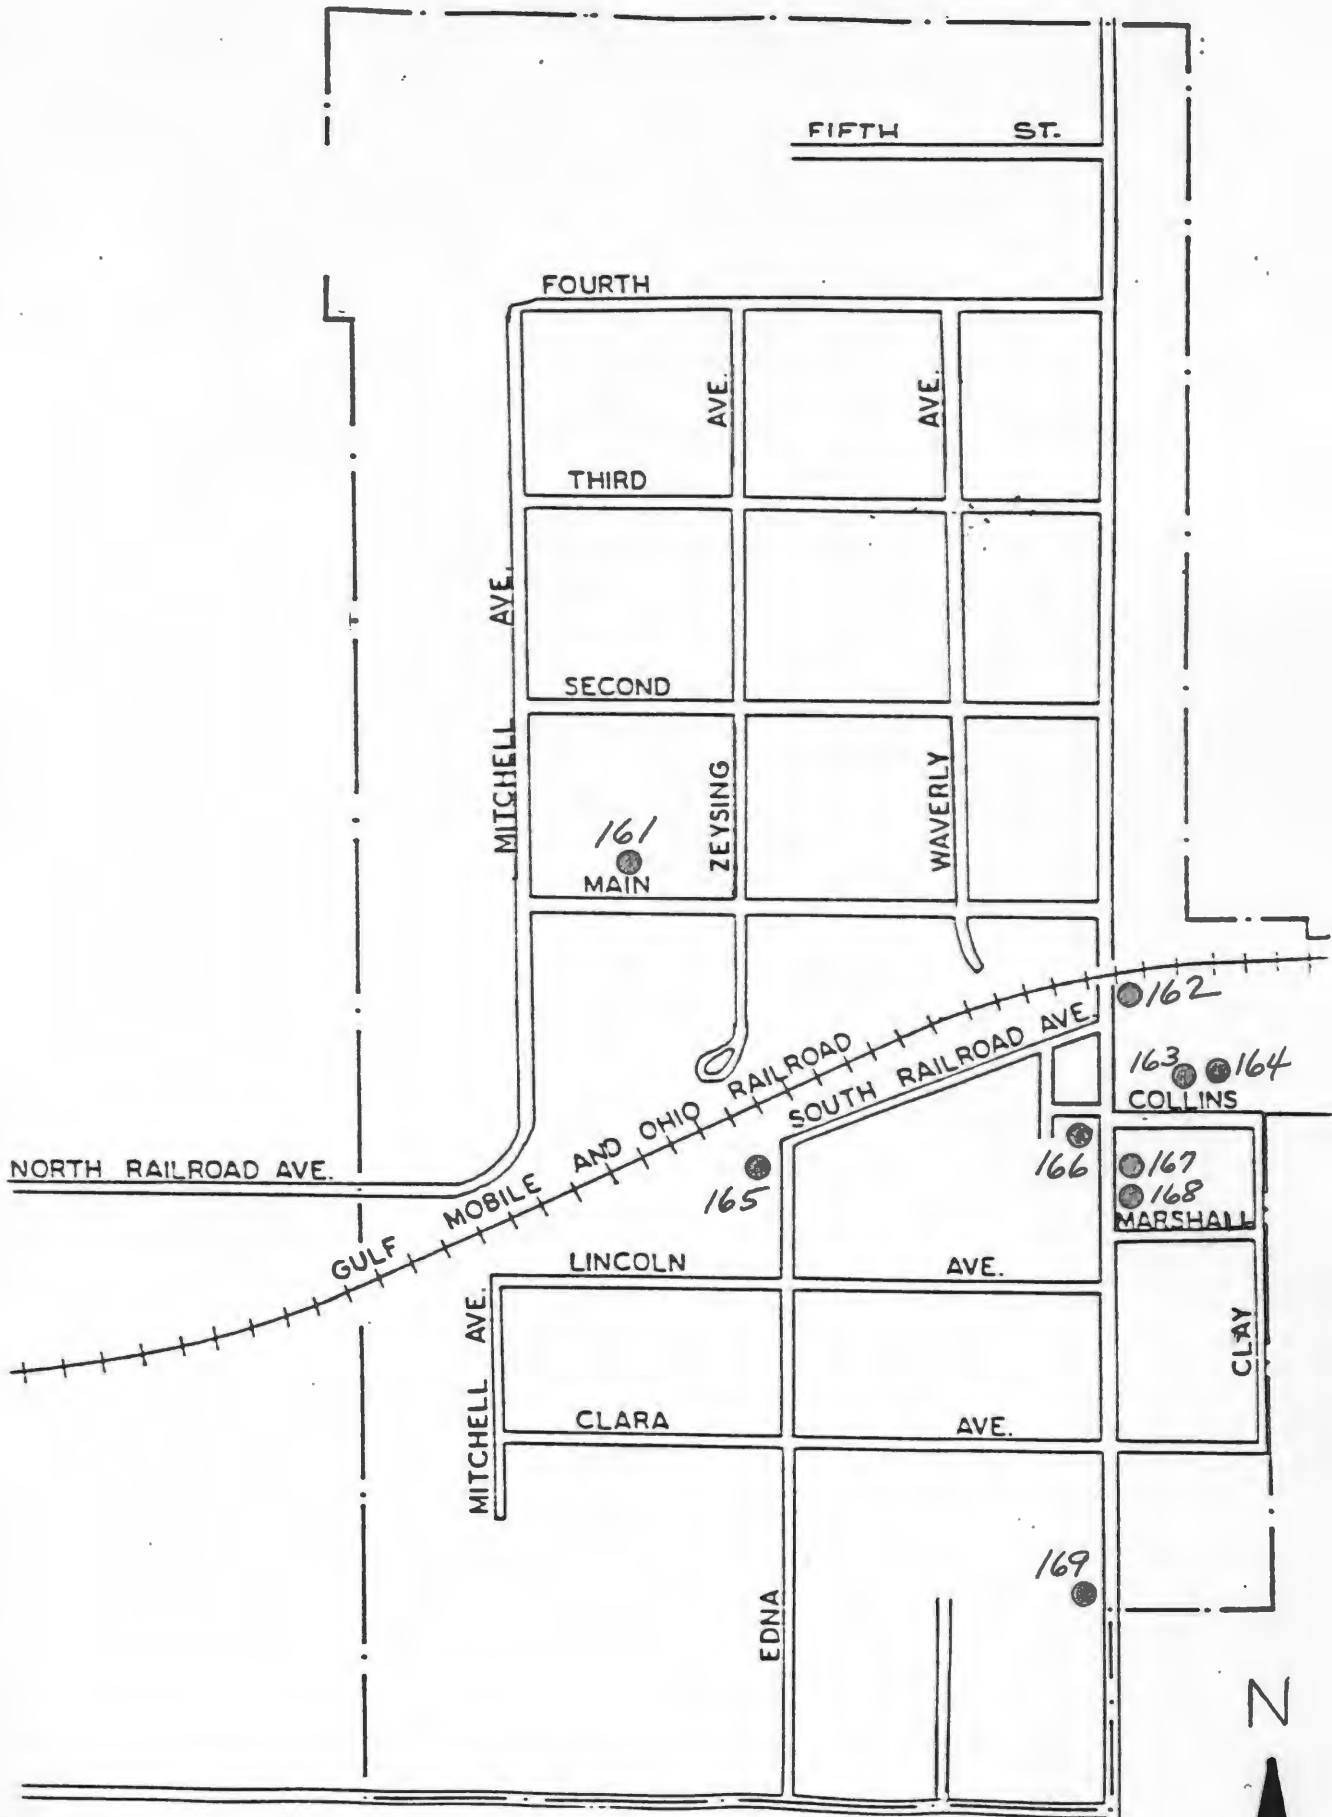 FIFTH ST.
FOURTH
AVE.
AVE.
THIRD
MITCHELL AVE.
SECOND
ZEYSING
WAVERLY
161
MAIN
162
163
164
COLLINS
SOUTH RAILROAD AVE.
GULF MOBILE AND OHIO RAILROAD
NORTH RAILROAD AVE.
165
166
167
168
MARSHALL
LINCOLN AVE.
MITCHELL AVE.
CLAY
CLARA AVE.
169
EDNA
N